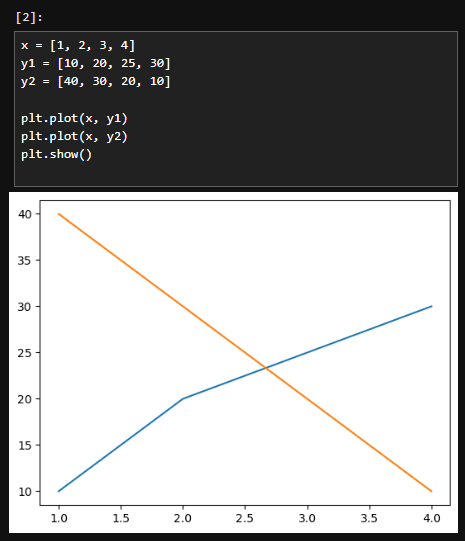 [2]:
x = [1, 2, 3, 4]
y1 = [10, 20, 25, 30]
y2 = [40, 30, 20, 10]
plt.plot(x, y1)
plt.plot(x, y2)
plt.show()
40
35
30
25
20
15
10
1.0 1.5 2.0 2.5 3.0 3.5 4.0